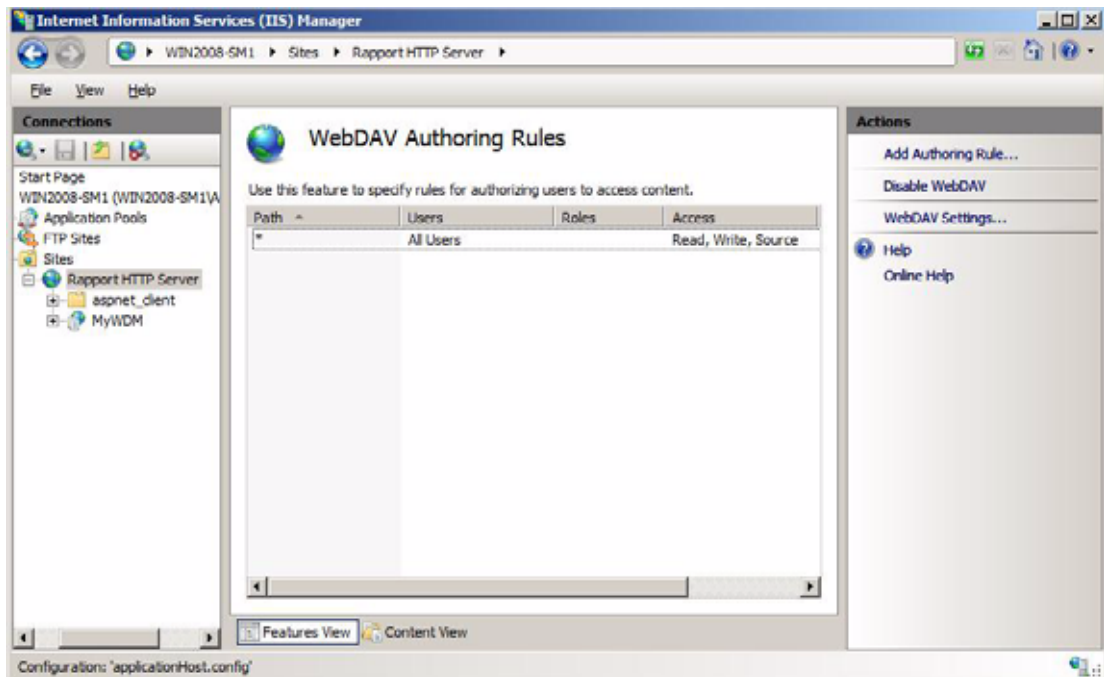 Internet Information Services (IIS) Manager
WIN2008-SM1 Sites Rapport HTTP Server
File View Help
Connections
Start Page
WIN2008-SM1 (WIN2008-SM1\A
Application Pools
FTP Sites
Sites
Rapport HTTP Server
aspnet_client
MyWDM
WebDAV Authoring Rules
Use this feature to specify rules for authorizing users to access content.
Path Users Roles Access
* All Users Read, Write, Source
Features View Content View
Actions
Add Authoring Rule...
Disable WebDAV
WebDAV Settings...
Help
Online Help
Configuration: 'applicationHost.config'